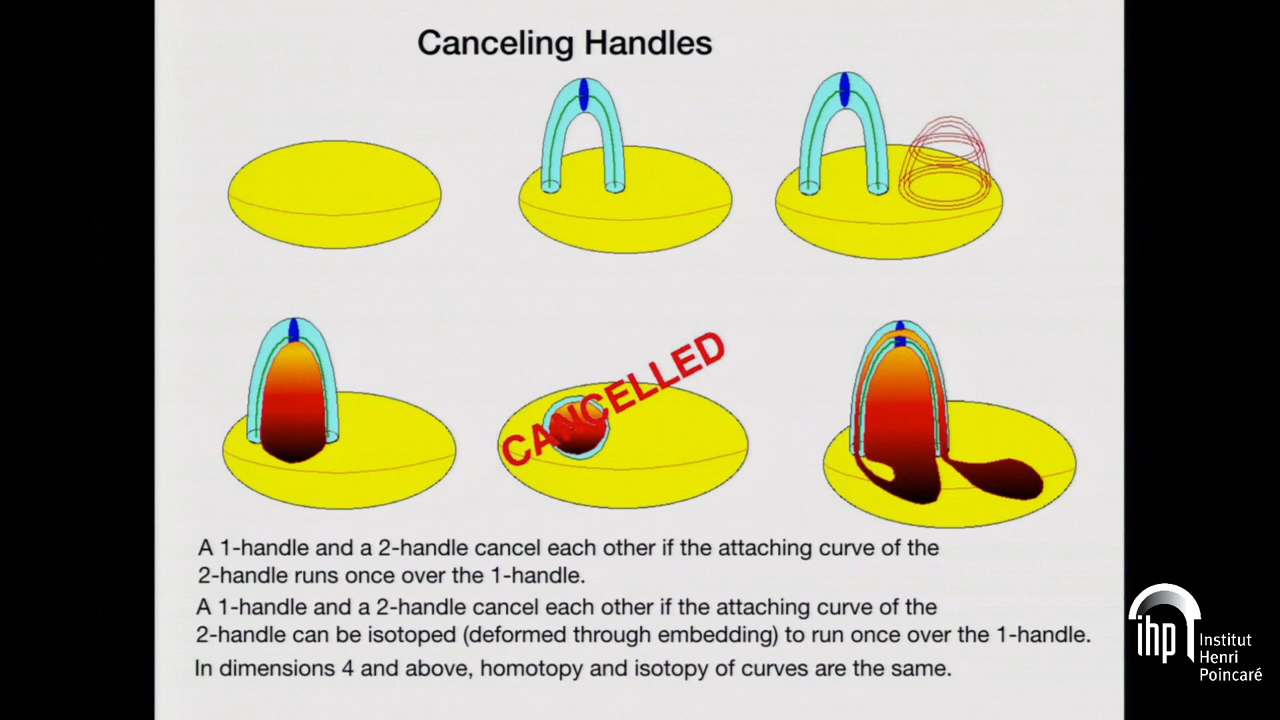 Canceling Handles
CANCELLED
A 1-handle and a 2-handle cancel each other if the attaching curve of the
2-handle runs once over the 1-handle.
A 1-handle and a 2-handle cancel each other if the attaching curve of the
2-handle can be isotoped (deformed through embedding) to run once over the 1-handle.
In dimensions 4 and above, homotopy and isotopy of curves are the same.
ihp
Institut
Henri
Poincaré